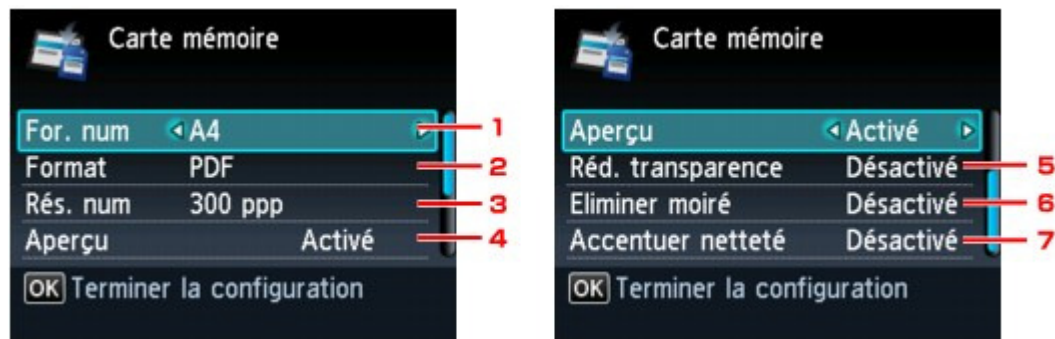 Carte mémoire
For. num A4 1
Format PDF 2
Rés. num 300 ppp 3
Aperçu Activé 4
OK Terminer la configuration
Carte mémoire
Aperçu Activé
Réd. transparence Désactivé 5
Eliminer moiré Désactivé 6
Accentuer netteté Désactivé 7
OK Terminer la configuration